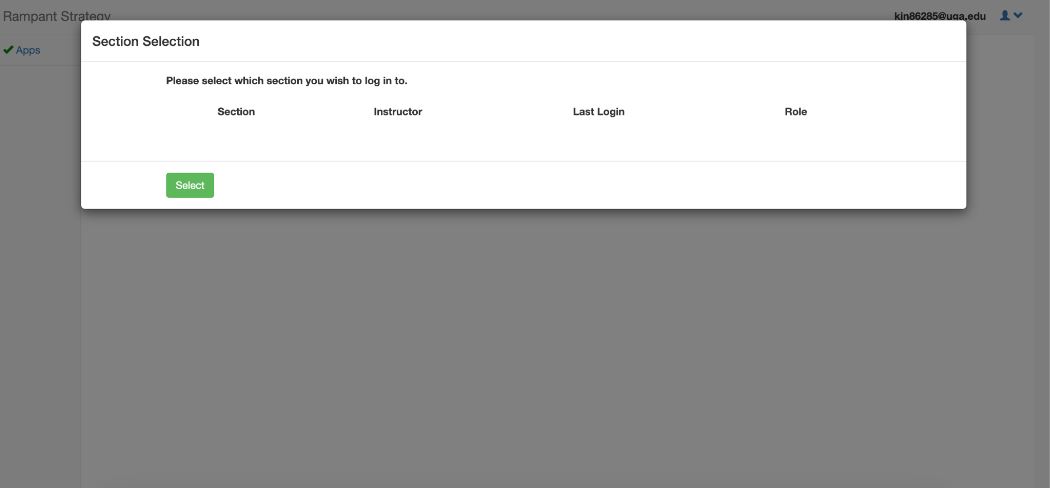 Rampant Strategy
kin86285@uga.edu
Apps
Section Selection
Please select which section you wish to log in to.
Section Instructor Last Login Role
Select